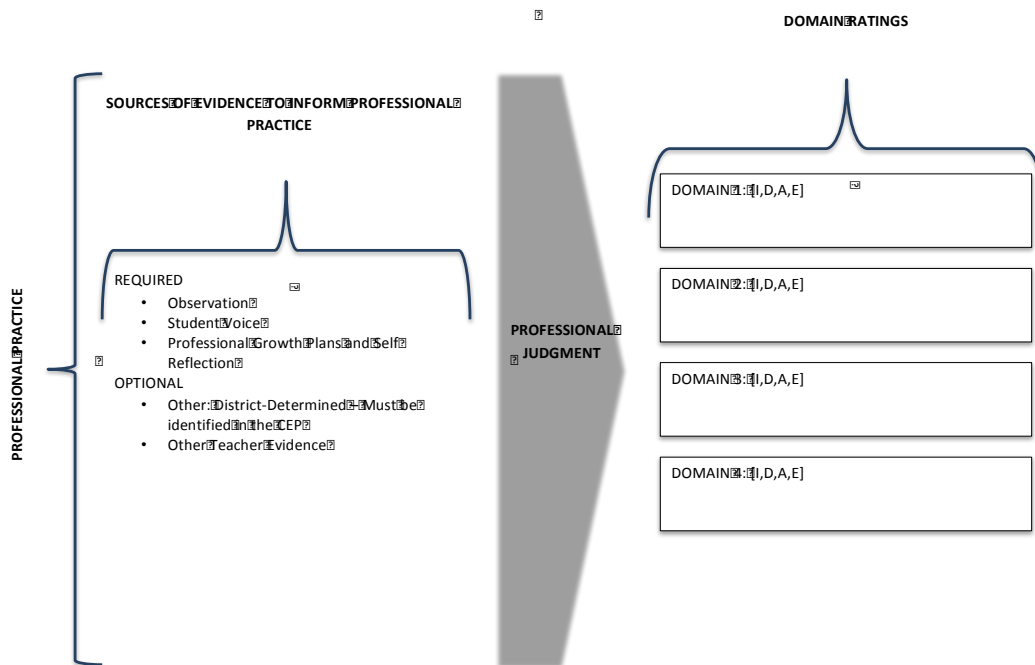 DOMAIN RATINGS
SOURCES OF EVIDENCE TO INFORM PROFESSIONAL
PRACTICE
REQUIRED
• Observation
• Student Voice
• Professional Growth Plans and Self
Reflection
OPTIONAL
• Other: District-Determined – Must be
identified in the CEP
• Other Teacher Evidence
PROFESSIONAL PRACTICE
PROFESSIONAL
JUDGMENT
DOMAIN 1: [I,D,A,E]
DOMAIN 2: [I,D,A,E]
DOMAIN 3: [I,D,A,E]
DOMAIN 4: [I,D,A,E]